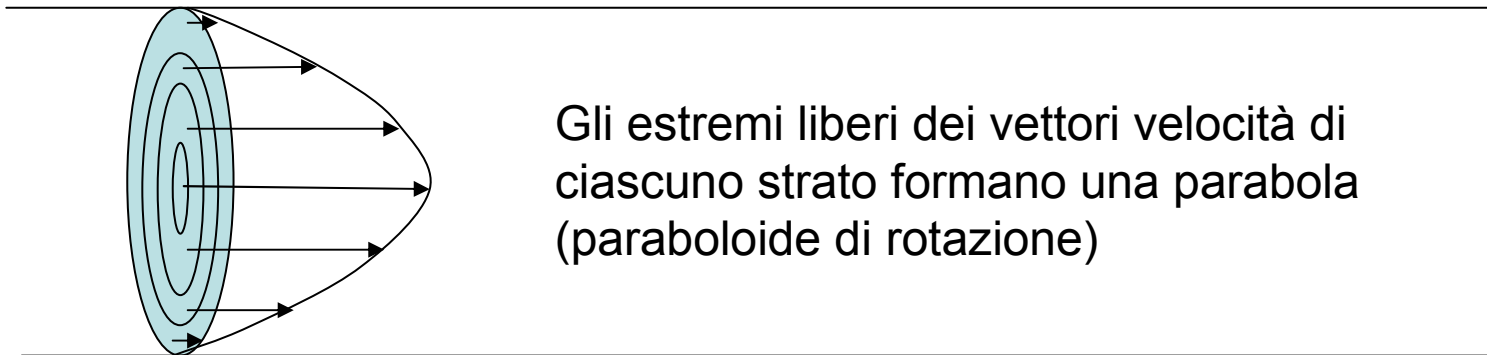 Gli estremi liberi dei vettori velocità di
ciascuno strato formano una parabola
(paraboloide di rotazione)